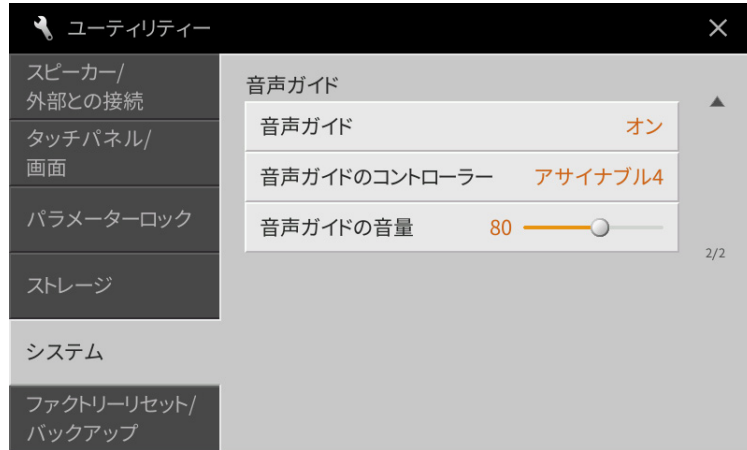 ユーティリティー
スピーカー/
外部との接続
タッチパネル/
画面
パラメーターロック
ストレージ
システム
ファクトリーリセット/
バックアップ
音声ガイド
音声ガイド オン
音声ガイドのコントローラー アサイナブル4
音声ガイドの音量 80
2/2